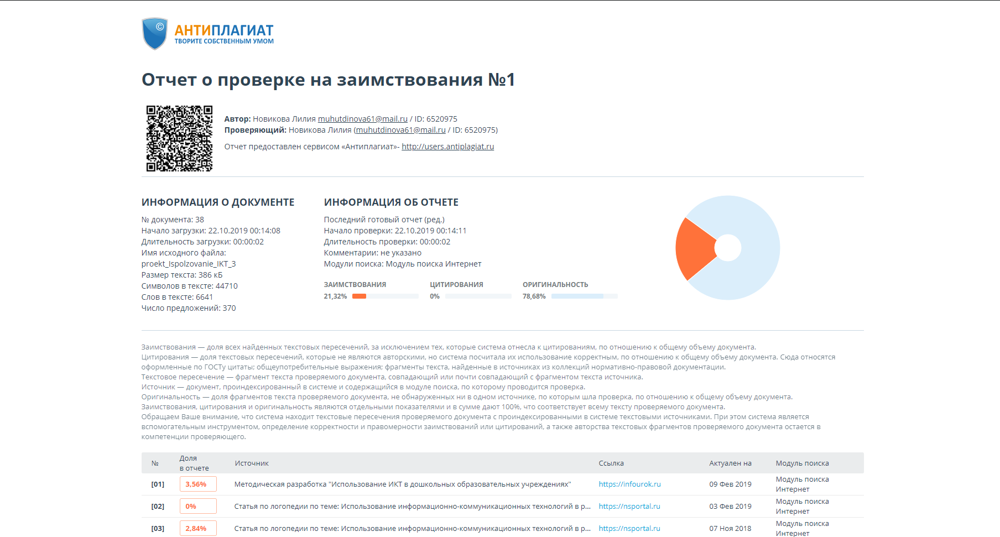 ©
АНТИПЛАГИАТ
ТВОРИТЕ СОБСТВЕННЫМ УМОМ
Отчет о проверке на заимствования №1
Автор: Новикова Лилия muhutdinova61@mail.ru / ID: 6520975
Проверяющий: Новикова Лилия (muhutdinova61@mail.ru / ID: 6520975)
Отчет предоставлен сервисом «Антиплагиат»- http://users.antiplagiat.ru
ИНФОРМАЦИЯ О ДОКУМЕНТЕ
№ документа: 38
Начало загрузки: 22.10.2019 00:14:08
Длительность загрузки: 00:00:02
Имя исходного файла:
proekt_Ispolzovanie_IKT_3
Размер текста: 386 кБ
Символов в тексте: 44710
Слов в тексте: 6641
Число предложений: 370
ИНФОРМАЦИЯ ОБ ОТЧЕТЕ
Последний готовый отчет (ред.)
Начало проверки: 22.10.2019 00:14:11
Длительность проверки: 00:00:02
Комментарии: не указано
Модули поиска: Модуль поиска Интернет
ЗАИМСТВОВАНИЯ
21,32%
ЦИТИРОВАНИЯ
0%
ОРИГИНАЛЬНОСТЬ
78,68%
Заимствования — доля всех найденных текстовых пересечений, за исключением тех, которые система отнесла к цитированиям, по отношению к общему объему документа.
Цитирования — доля текстовых пересечений, которые не являются авторскими, но система посчитала их использование корректным, по отношению к общему объему документа. Сюда относятся
оформленные по ГОСТу цитаты; общеупотребительные выражения; фрагменты текста, найденные в источниках из коллекций нормативно-правовой документации.
Текстовое пересечение — фрагмент текста проверяемого документа, совпадающий или почти совпадающий с фрагментом текста источника.
Источник — документ, проиндексированный в системе и содержащийся в модуле поиска, по которому проводится проверка.
Оригинальность — доля фрагментов текста проверяемого документа, не обнаруженных ни в одном источнике, по которым шла проверка, по отношению к общему объему документа.
Заимствования, цитирования и оригинальность являются отдельными показателями и в сумме дают 100%, что соответствует всему тексту проверяемого документа.
Обращаем Ваше внимание, что система находит текстовые пересечения проверяемого документа с проиндексированными в системе текстовыми источниками. При этом система является
вспомогательным инструментом, определение корректности и правомерности заимствований или цитирований, а также авторства текстовых фрагментов проверяемого документа остается в
компетенции проверяющего.
№ Доля в отчете Источник Ссылка Актуален на Модуль поиска
[01] 3,56% Методическая разработка "Использование ИКТ в дошкольных образовательных учреждениях" https://infourok.ru 09 Фев 2019 Модуль поиска Интернет
[02] 0% Статья по логопедии по теме: Использование информационно-коммуникационных технологий в р... https://nsportal.ru 03 Фев 2019 Модуль поиска Интернет
[03] 2,84% Статья по логопедии по теме: Использование информационно-коммуникационных технологий в р... https://nsportal.ru 07 Ноя 2018 Модуль поиска Интернет